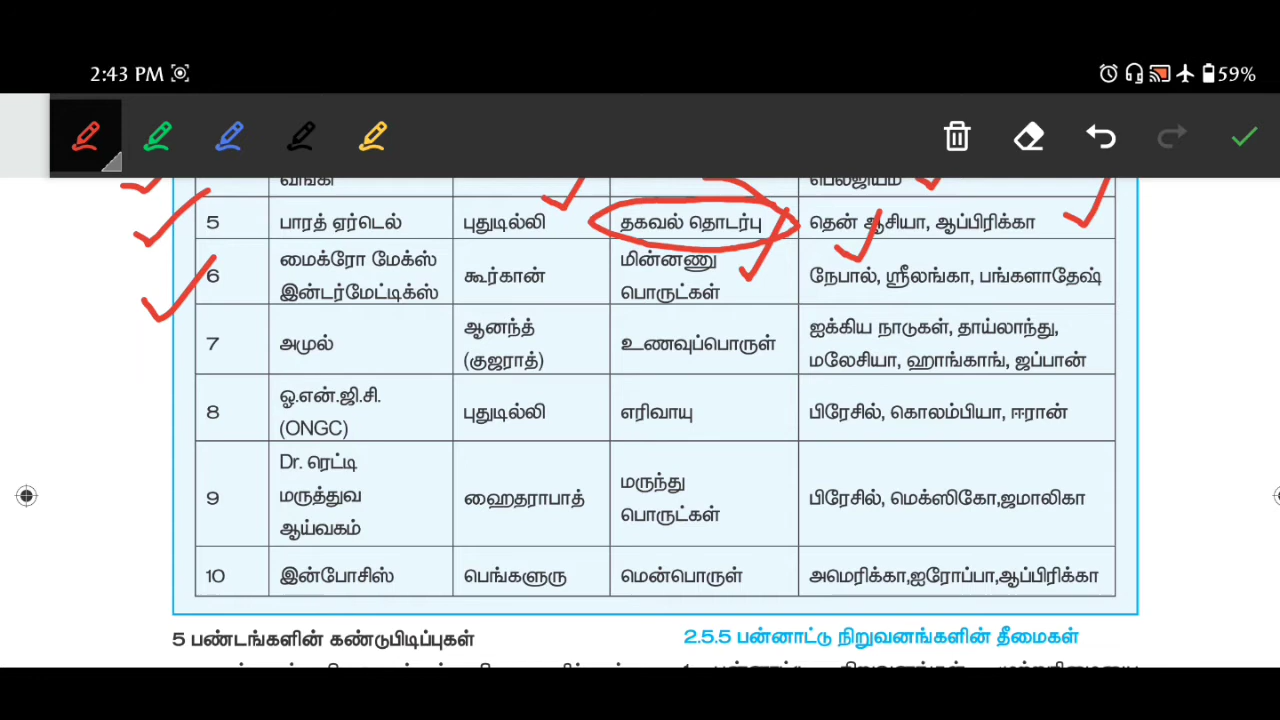 2:43 PM 59%
வங்கி பெல்ஜியம்
5 பாரத் ஏர்டெல் புதுடில்லி தகவல் தொடர்பு தென் ஆசியா, ஆப்பிரிக்கா
6 மைக்ரோ மேக்ஸ் இன்டர்மேட்டிக்ஸ் கூர்கான் மின்னணு பொருட்கள் நேபால், ஸ்ரீலங்கா, பங்களாதேஷ்
7 அமுல் ஆனந்த் (குஜராத்) உணவுப்பொருள் ஐக்கிய நாடுகள், தாய்லாந்து, மலேசியா, ஹாங்காங், ஜப்பான்
8 ஓ.என்.ஜி.சி. (ONGC) புதுடில்லி எரிவாயு பிரேசில், கொலம்பியா, ஈரான்
9 Dr. ரெட்டி மருத்துவ ஆய்வகம் ஹைதராபாத் மருந்து பொருட்கள் பிரேசில், மெக்ஸிகோ,ஜமாலிகா
10 இன்போசிஸ் பெங்களுரு மென்பொருள் அமெரிக்கா,ஐரோப்பா,ஆப்பிரிக்கா
5 பண்டங்களின் கண்டுபிடிப்புகள்
2.5.5 பன்னாட்டு நிறுவனங்களின் தீமைகள்